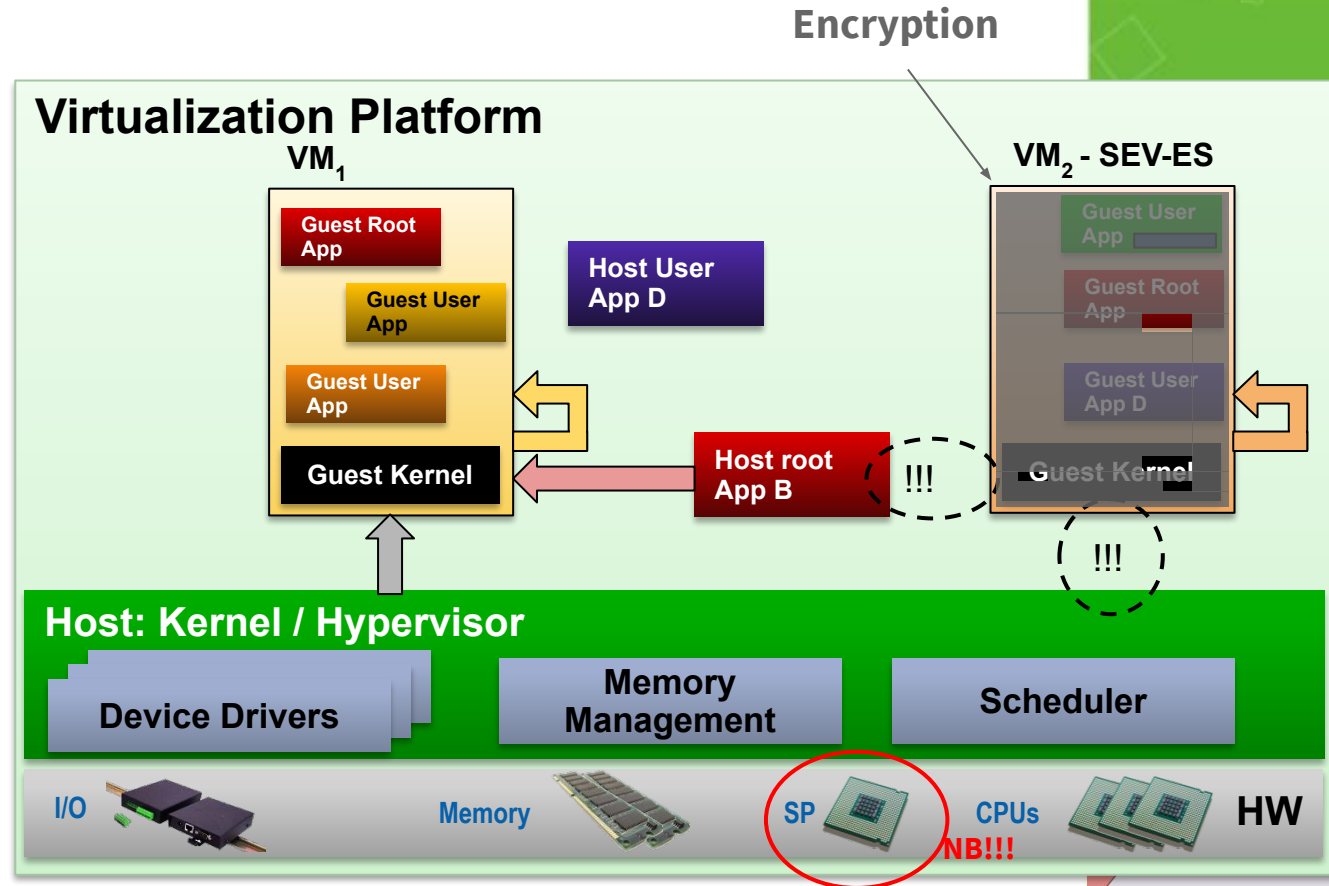 Encryption
Virtualization Platform
VM1
VM2 - SEV-ES
Guest Root
App
Guest User
App
Guest User
App
Guest Kernel
Host User
App D
Host root
App B
!!!
Guest User
App
Guest Root
App
Guest User
App D
Guest Kernel
!!!
Host: Kernel / Hypervisor
Device Drivers
Memory
Management
Scheduler
I/O
Memory
SP
CPUs
NB!!!
HW